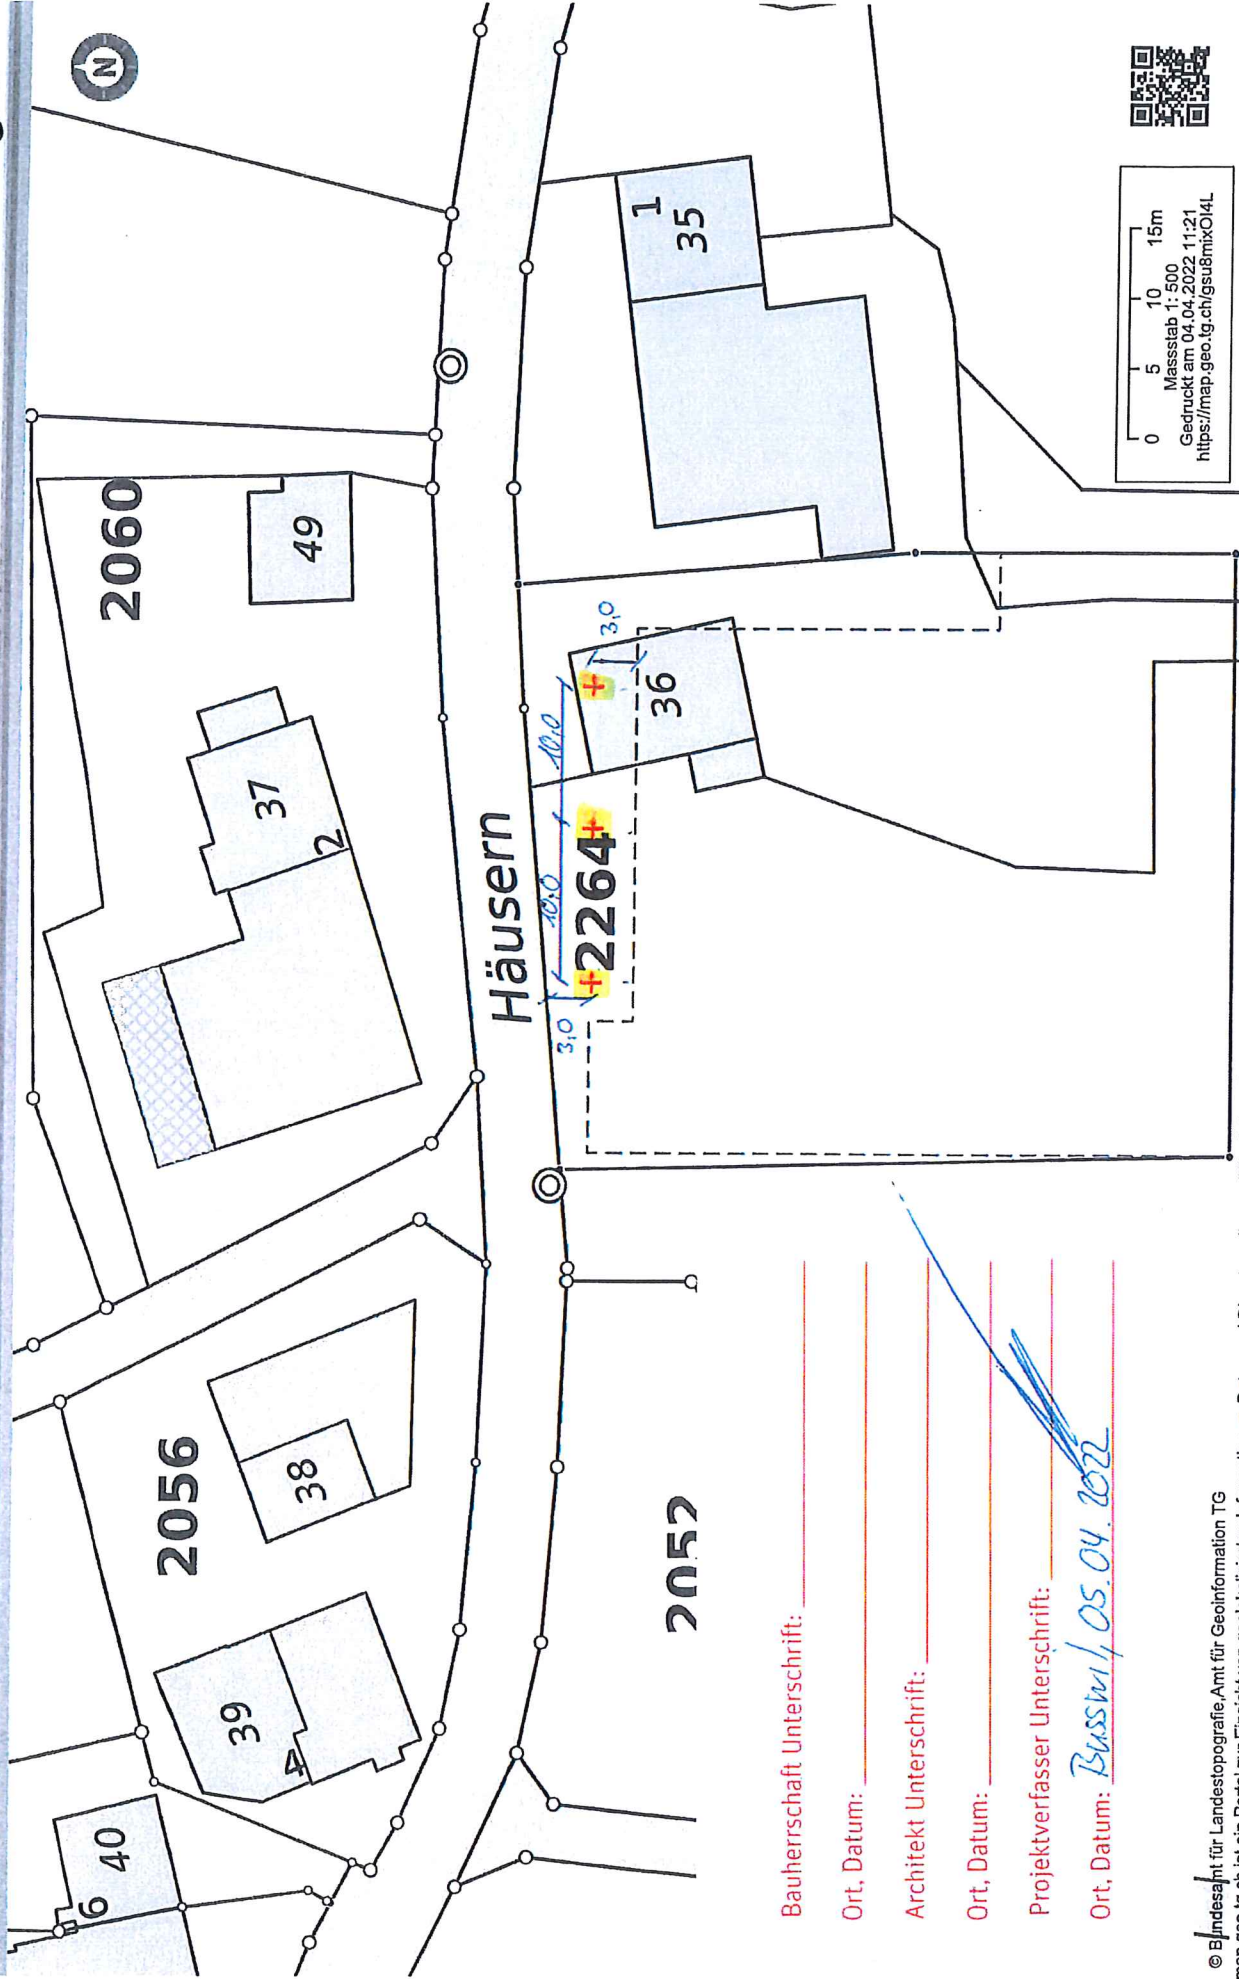 N
2060
49
37
2
Häusern
10,0
10,0
3,0
3,0
2264
36
1
35
2056
38
39
4
40
6
2052
Bauherrschaft Unterschrift:
Ort, Datum:
Architekt Unterschrift:
Ort, Datum:
Projektverfasser Unterschrift:
Ort, Datum: Busswil, 05.04.2022
0 5 10 15m
Massstab 1: 500
Gedruckt am 04.04.2022 11:21
https://map.geo.tg.ch/gsu8mixOI4L
© Bundesamt für Landestopografie,Amt für Geoinformation TG